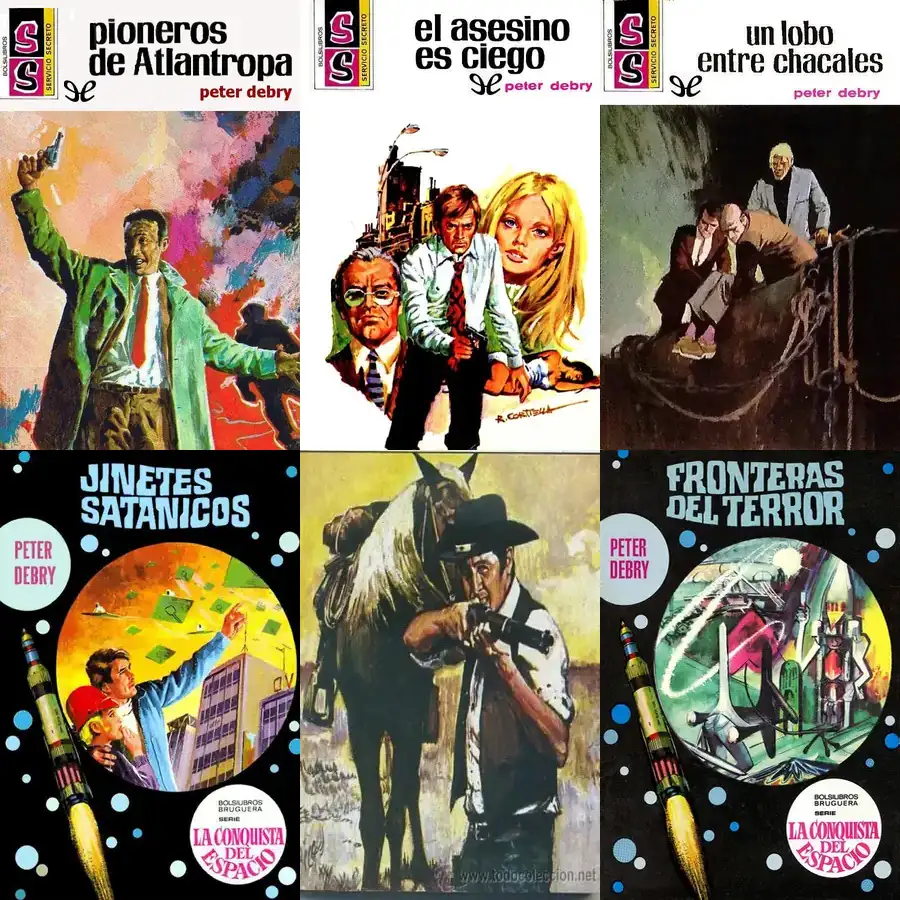 BOLSILIBROS
SS
SERVICIO SECRETO
pioneros
de Atlantropa
peter debry
BOLSILIBROS
SS
SERVICIO SECRETO
el asesino
es ciego
peter debry
R. CORTIELLA
BOLSILIBROS
SS
SERVICIO SECRETO
un lobo
entre chacales
peter debry
JINETES
SATANICOS
PETER
DEBRY
BOLSILIBROS
BRUGUERA
SERIE
LA CONQUISTA
DEL
ESPACIO
www.todocoleccion.net
FRONTERAS
DEL TERROR
PETER
DEBRY
BOLSILIBROS
BRUGUERA
SERIE
LA CONQUISTA
DEL
ESPACIO